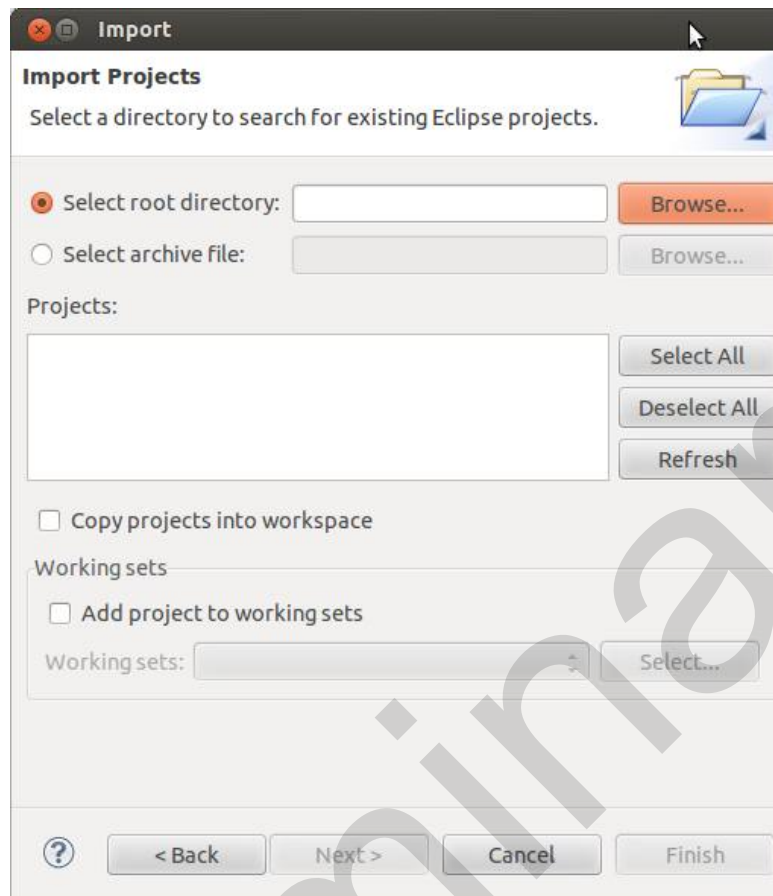 Import
Import Projects
Select a directory to search for existing Eclipse projects.
Select root directory: Browse...
Select archive file: Browse...
Projects:
Select All
Deselect All
Refresh
Copy projects into workspace
Working sets
Add project to working sets
Working sets: Select...
? < Back Next > Cancel Finish